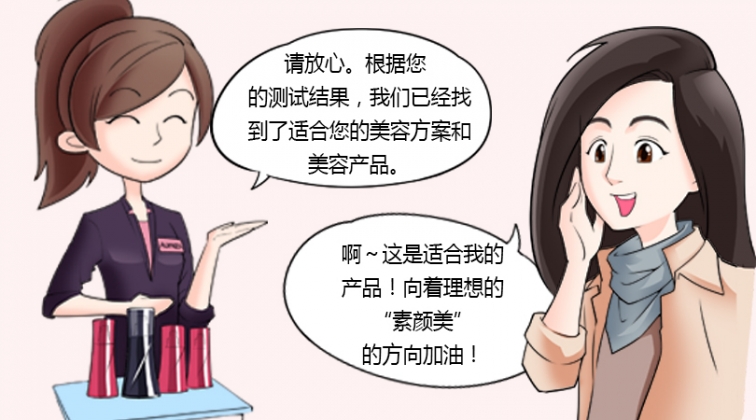 请放心。根据您
的测试结果，我们已经找
到了适合您的美容方案和
美容产品。
啊～这是适合我的
产品！向着理想的
“素颜美”
的方向加油！